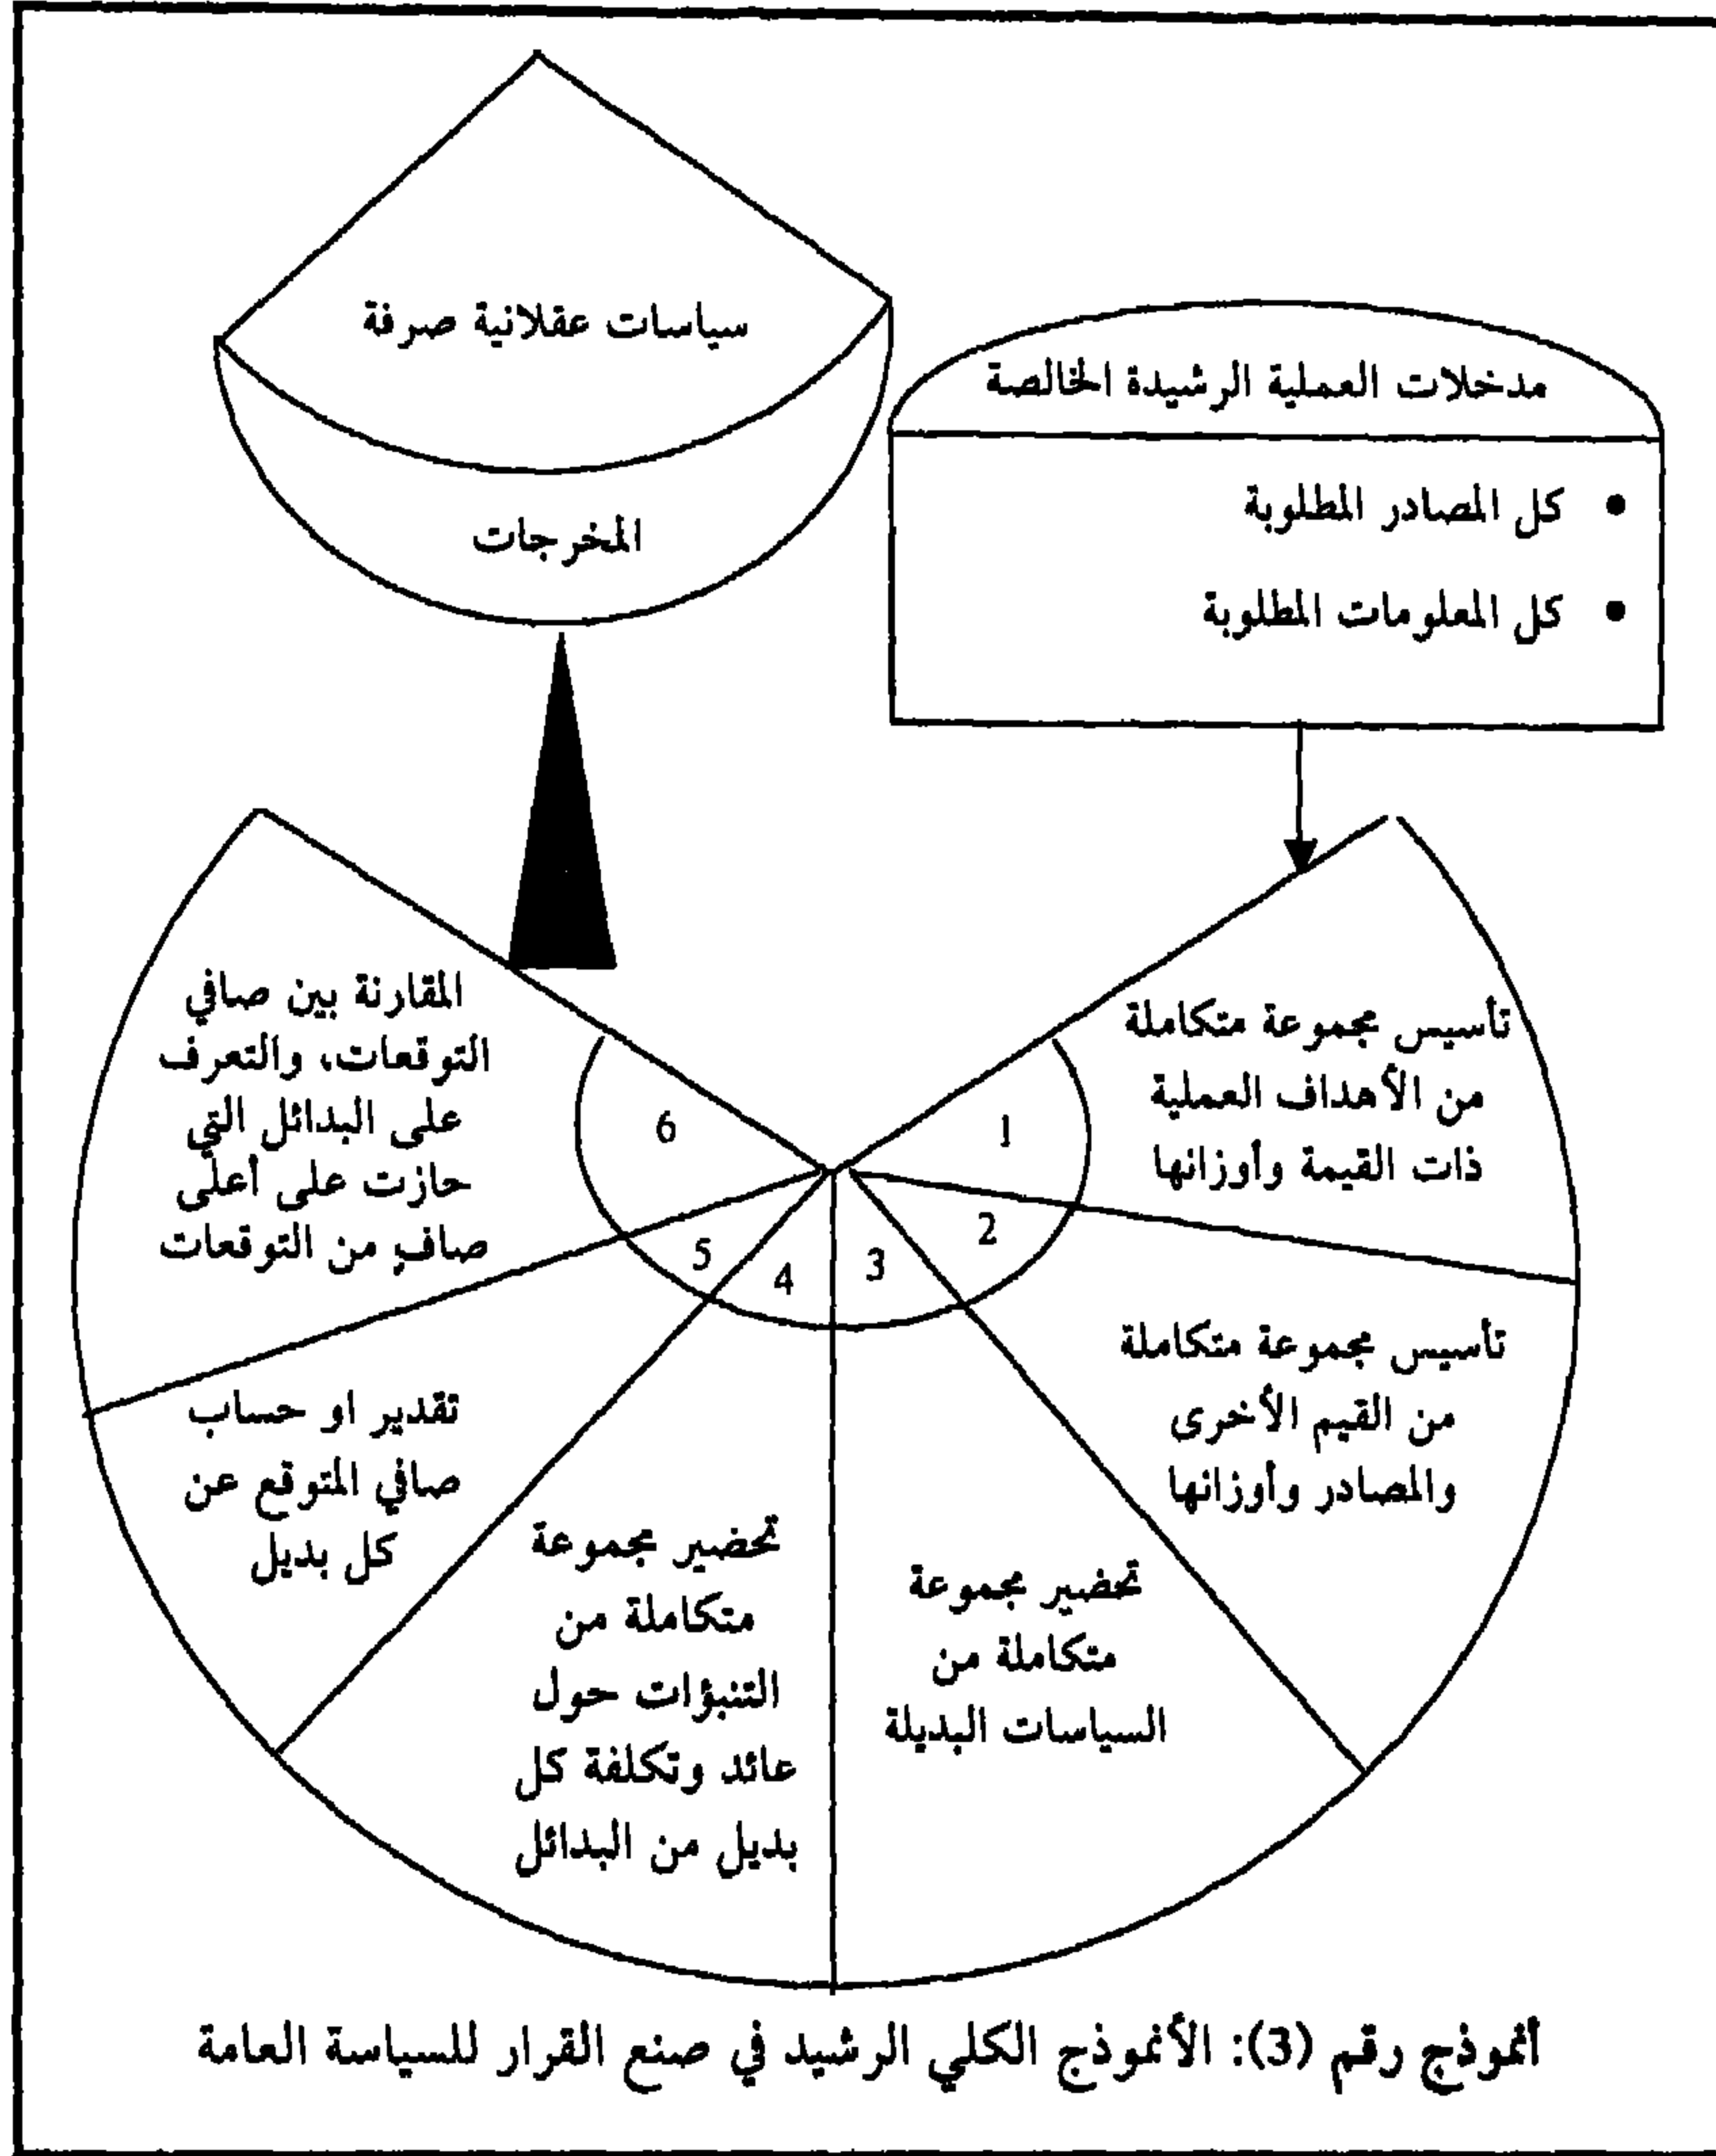 سياسات عقلانية صرفة
المخرجات
مدخلات العملية الرشيدة الخالصة
• كل المصادر المطلوبة
• كل المعلومات المطلوبة
1
تأسيس مجموعة متكاملة
من الأهداف العملية
ذات القيمة وأوزانها
2
تأسيس مجموعة متكاملة
من القيم الأخرى
والمصادر وأوزانها
3
تحضير مجموعة
متكاملة من
السياسات البديلة
4
تحضير مجموعة
متكاملة من
التنبؤات حول
عائد وتكلفة كل
بديل من البدائل
5
تقدير او حساب
صافي المتوقع عن
كل بديل
6
المقارنة بين صافي
التوقعات، والتعرف
على البدائل التي
حازت على أعلى
صافٍ من التوقعات
أنموذج رقم (3): الأنموذج الكلي الرشيد في صنع القرار للسياسة العامة